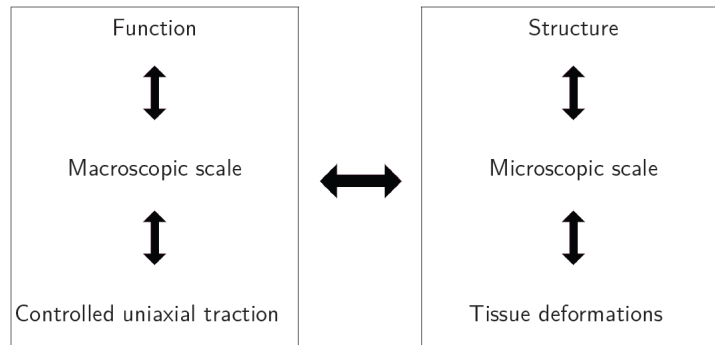 Function
Macroscopic scale
Controlled uniaxial traction
Structure
Microscopic scale
Tissue deformations